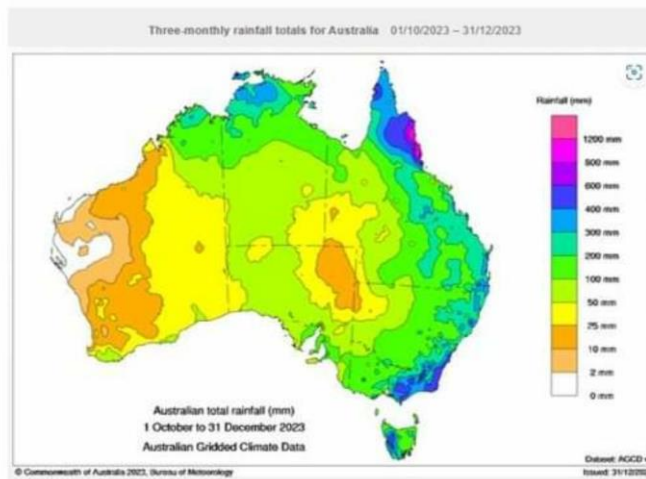 Three-monthly rainfall totals for Australia 01/10/2023 – 31/12/2023
Rainfall (mm)
1200 mm
800 mm
600 mm
400 mm
300 mm
200 mm
100 mm
50 mm
25 mm
10 mm
2 mm
0 mm
Australian total rainfall (mm)
1 October to 31 December 2023
Australian Gridded Climate Data
Dataset: AGCD v
© Commonwealth of Australia 2023, Bureau of Meteorology
Issued: 31/12/202